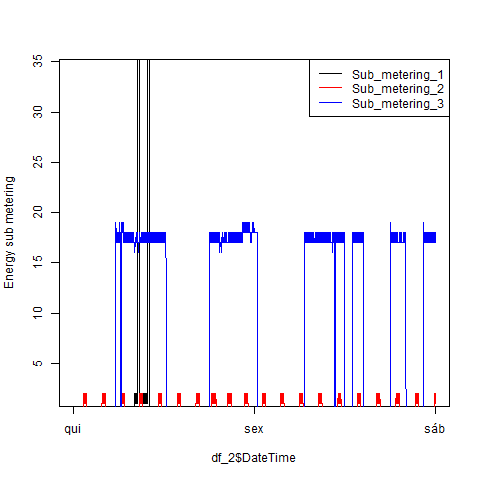 35
30
25
20
15
10
5
Energy sub metering
Sub_metering_1
Sub_metering_2
Sub_metering_3
qui sex sáb
df_2$DateTime